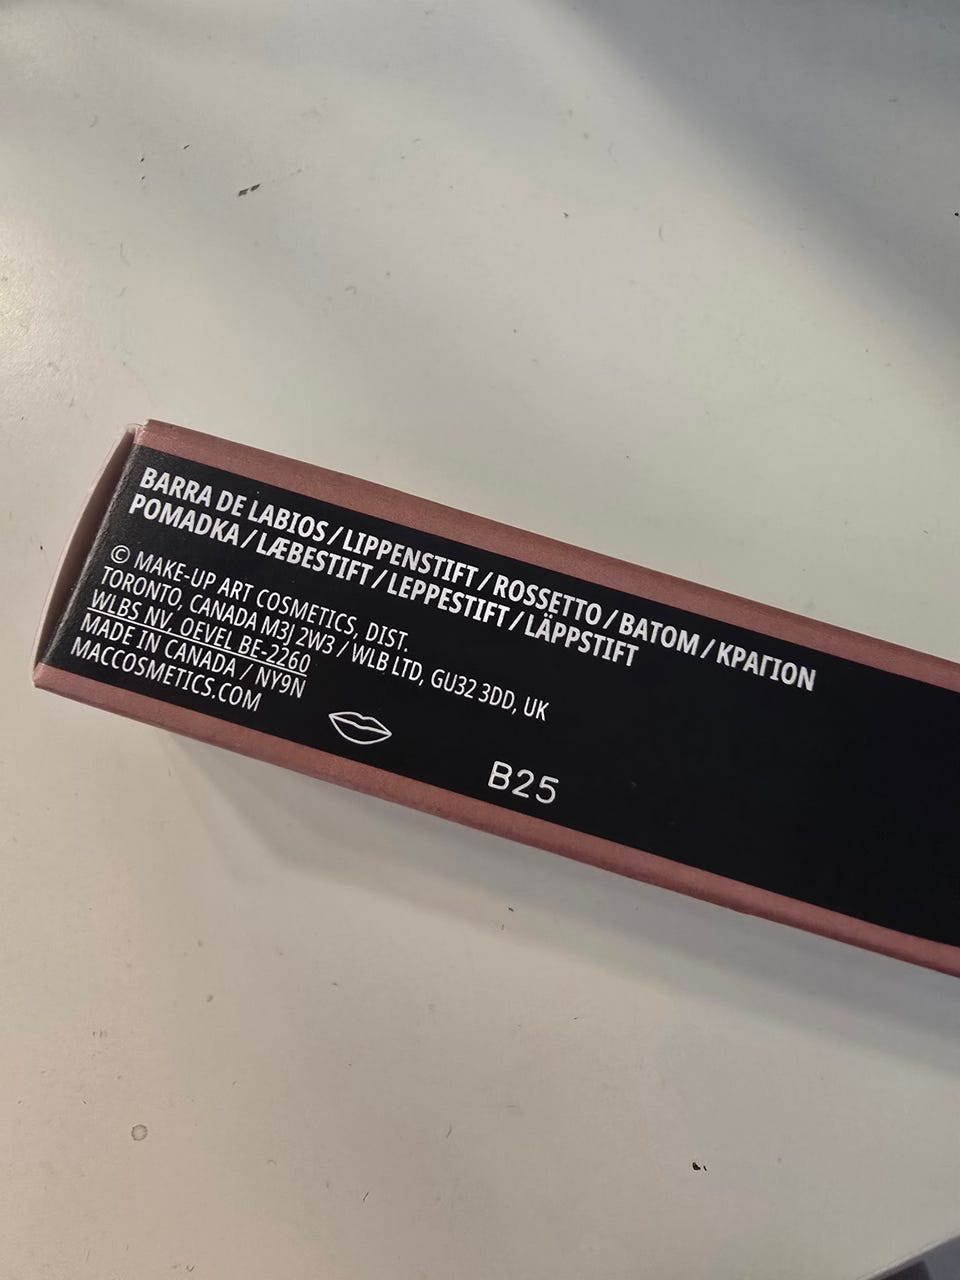 BARRA DE LABIOS / LIPPENSTIFT / ROSSETTO / BATOM / ΚΡΑΓΙΟΝ
POMADKA / LÆBESTIFT / LEPPESTIFT / LÄPPSTIFT
© MAKE-UP ART COSMETICS, DIST.
TORONTO, CANADA M3J 2W3 / WLB LTD, GU32 3DD, UK
WLBS NV. OEVEL BE-2260
MADE IN CANADA / NY9N
MACCOSMETICS.COM
B25